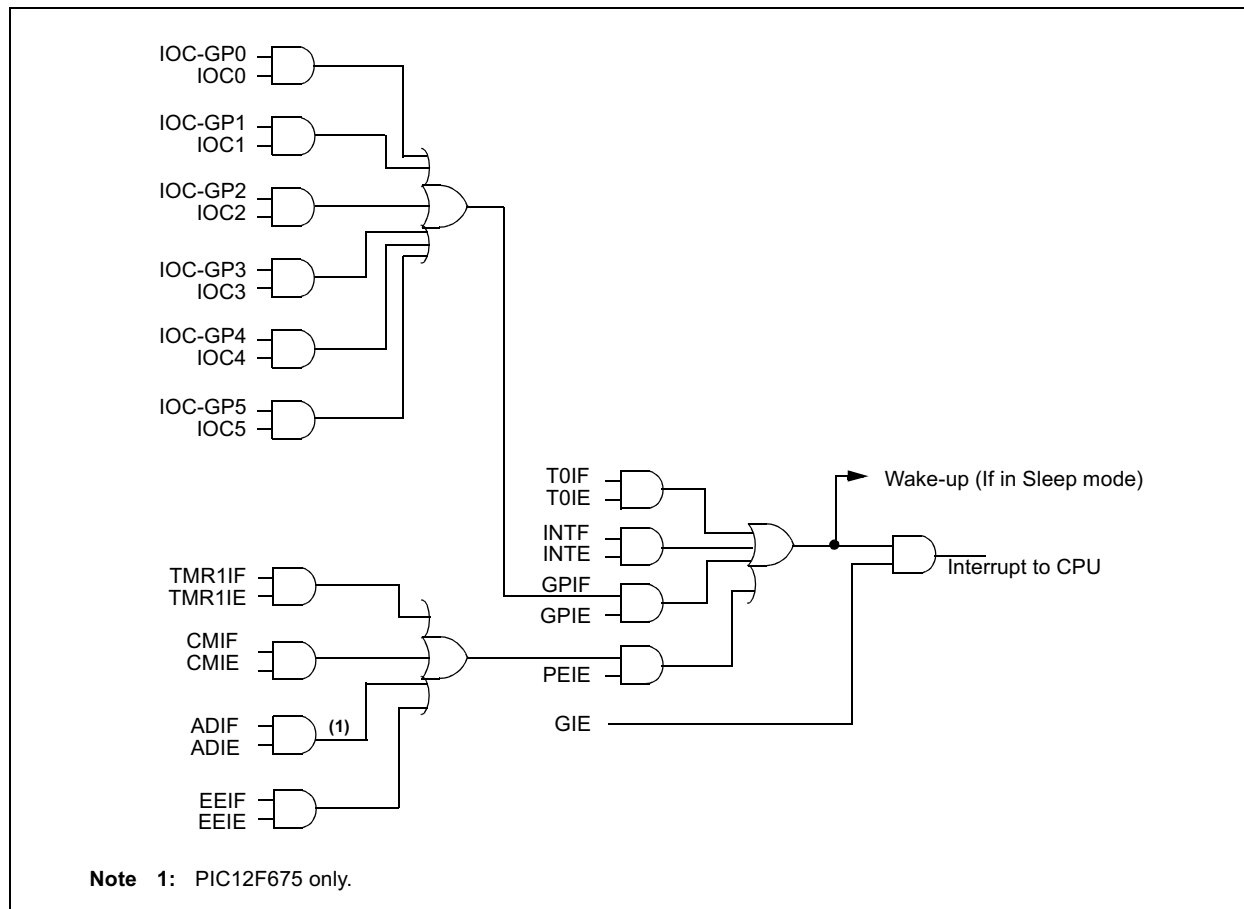 IOC-GP0
IOC0
IOC-GP1
IOC1
IOC-GP2
IOC2
IOC-GP3
IOC3
IOC-GP4
IOC4
IOC-GP5
IOC5
T0IF
T0IE
Wake-up (If in Sleep mode)
INTF
INTE
Interrupt to CPU
TMR1IF
TMR1IE
GPIF
GPIE
CMIF
CMIE
PEIE
ADIF
ADIE
(1)
GIE
EEIF
EEIE
Note 1: PIC12F675 only.